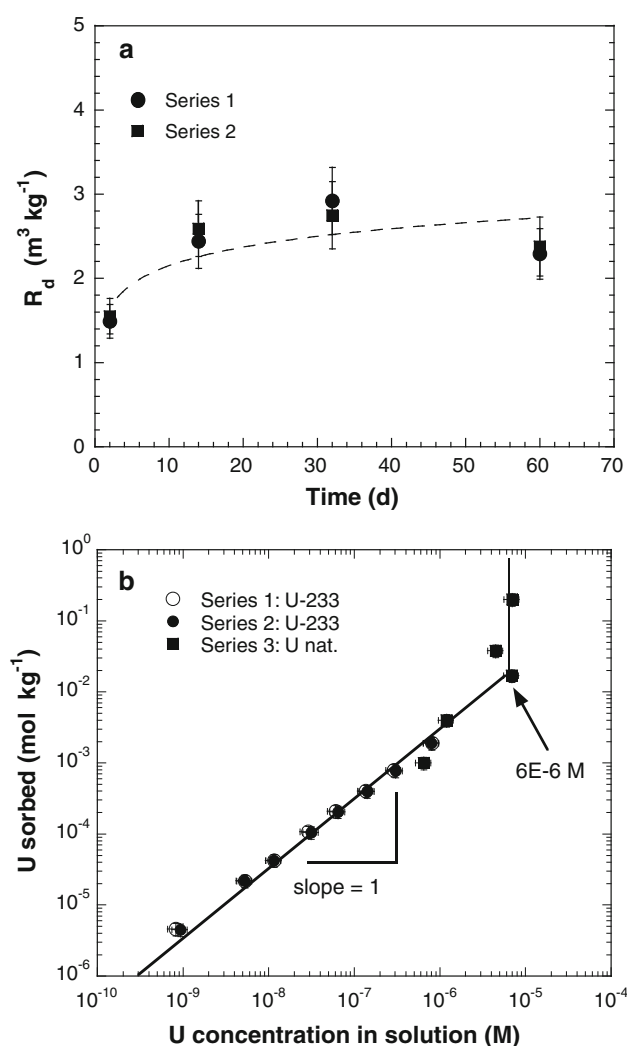 a
Series 1
Series 2
5
4
3
2
1
0
R_d (m³ kg⁻¹)
0 10 20 30 40 50 60 70
Time (d)
b
Series 1: U-233
Series 2: U-233
Series 3: U nat.
10⁰
10⁻¹
10⁻²
10⁻³
10⁻⁴
10⁻⁵
10⁻⁶
U sorbed (mol kg⁻¹)
6E-6 M
slope = 1
10⁻¹⁰ 10⁻⁹ 10⁻⁸ 10⁻⁷ 10⁻⁶ 10⁻⁵ 10⁻⁴
U concentration in solution (M)